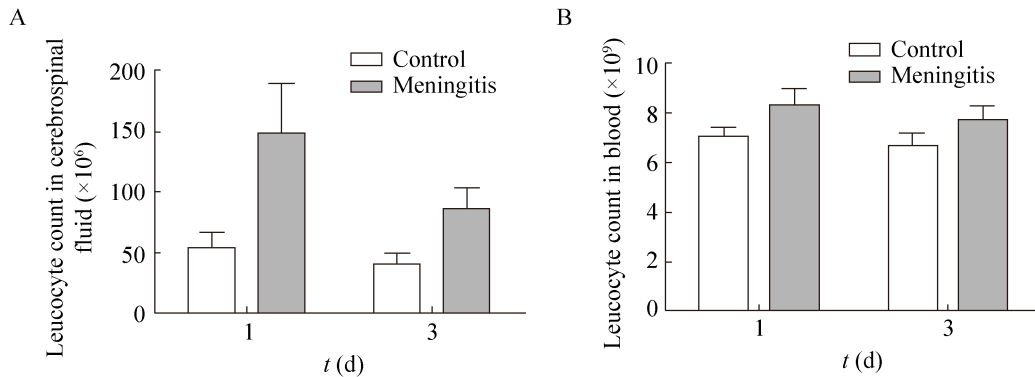 A
Leucocyte count in cerebrospinal
fluid (×10⁶)
200
150
100
50
0
Control
Meningitis
1
3
t (d)
B
Leucocyte count in blood (×10⁹)
10
8
6
4
2
0
Control
Meningitis
1
3
t (d)